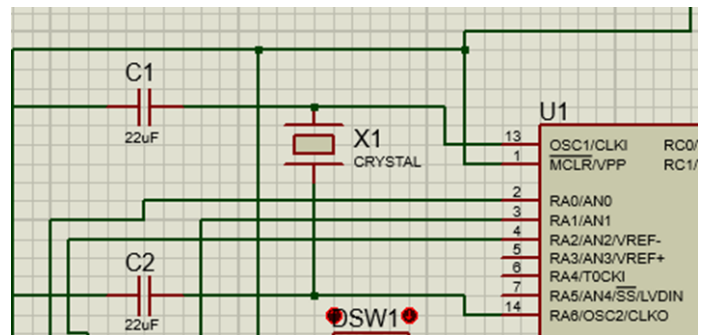 C1
22uF
X1
CRYSTAL
U1
13
OSC1/CLKI
RC0/
1
MCLR/VPP
RC1/
2
RA0/AN0
3
RA1/AN1
4
RA2/AN2/VREF-
5
RA3/AN3/VREF+
6
RA4/T0CKI
7
RA5/AN4/SS/LVDIN
14
RA6/OSC2/CLKO
C2
22uF
DSW1